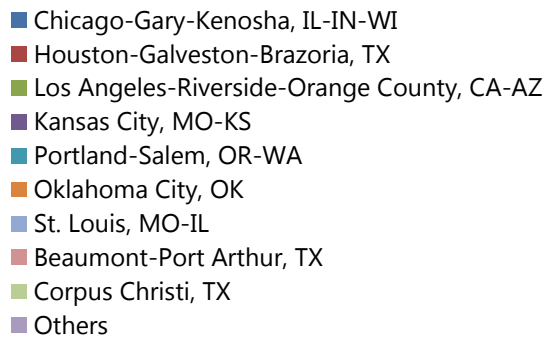 Chicago-Gary-Kenosha, IL-IN-WI
Houston-Galveston-Brazoria, TX
Los Angeles-Riverside-Orange County, CA-AZ
Kansas City, MO-KS
Portland-Salem, OR-WA
Oklahoma City, OK
St. Louis, MO-IL
Beaumont-Port Arthur, TX
Corpus Christi, TX
Others